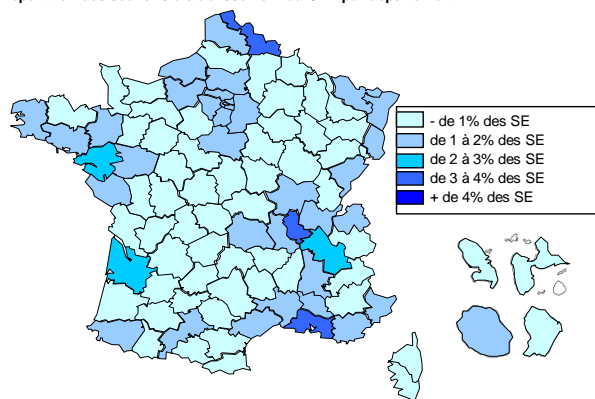 - de 1% des SE
de 1 à 2% des SE
de 2 à 3% des SE
de 3 à 4% des SE
+ de 4% des SE